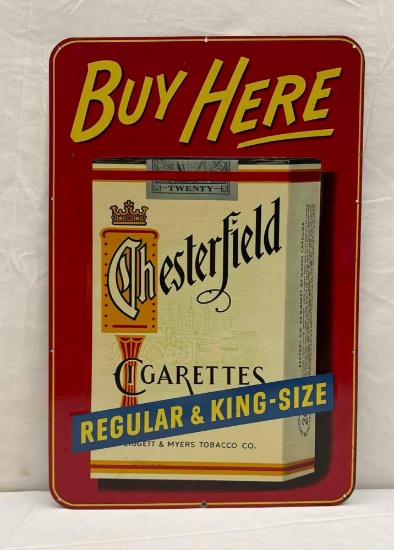 BUY HERE
TWENTY
Chesterfield
CIGARETTES
REGULAR & KING-SIZE
LIGGETT & MYERS TOBACCO CO.